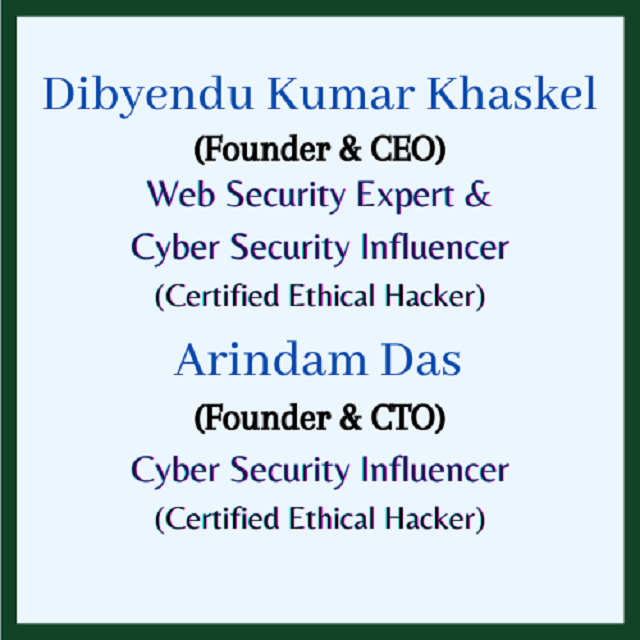 Dibyendu Kumar Khaskel
(Founder & CEO)
Web Security Expert &
Cyber Security Influencer
(Certified Ethical Hacker)
Arindam Das
(Founder & CTO)
Cyber Security Influencer
(Certified Ethical Hacker)